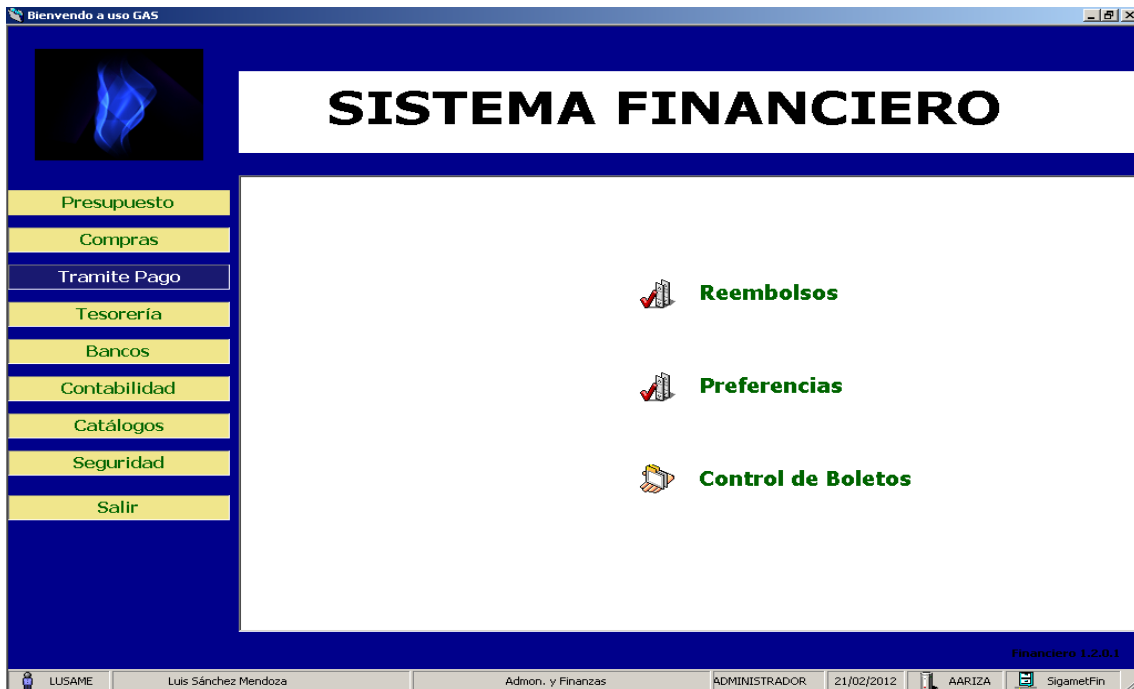 Bienvendo a uso GAS
SISTEMA FINANCIERO
Presupuesto
Compras
Tramite Pago
Tesorería
Bancos
Contabilidad
Catálogos
Seguridad
Salir
Reembolsos
Preferencias
Control de Boletos
Financiero 1.2.0.1
LUSAME Luis Sánchez Mendoza Admon. y Finanzas ADMINISTRADOR 21/02/2012 AARIZA SigametFin